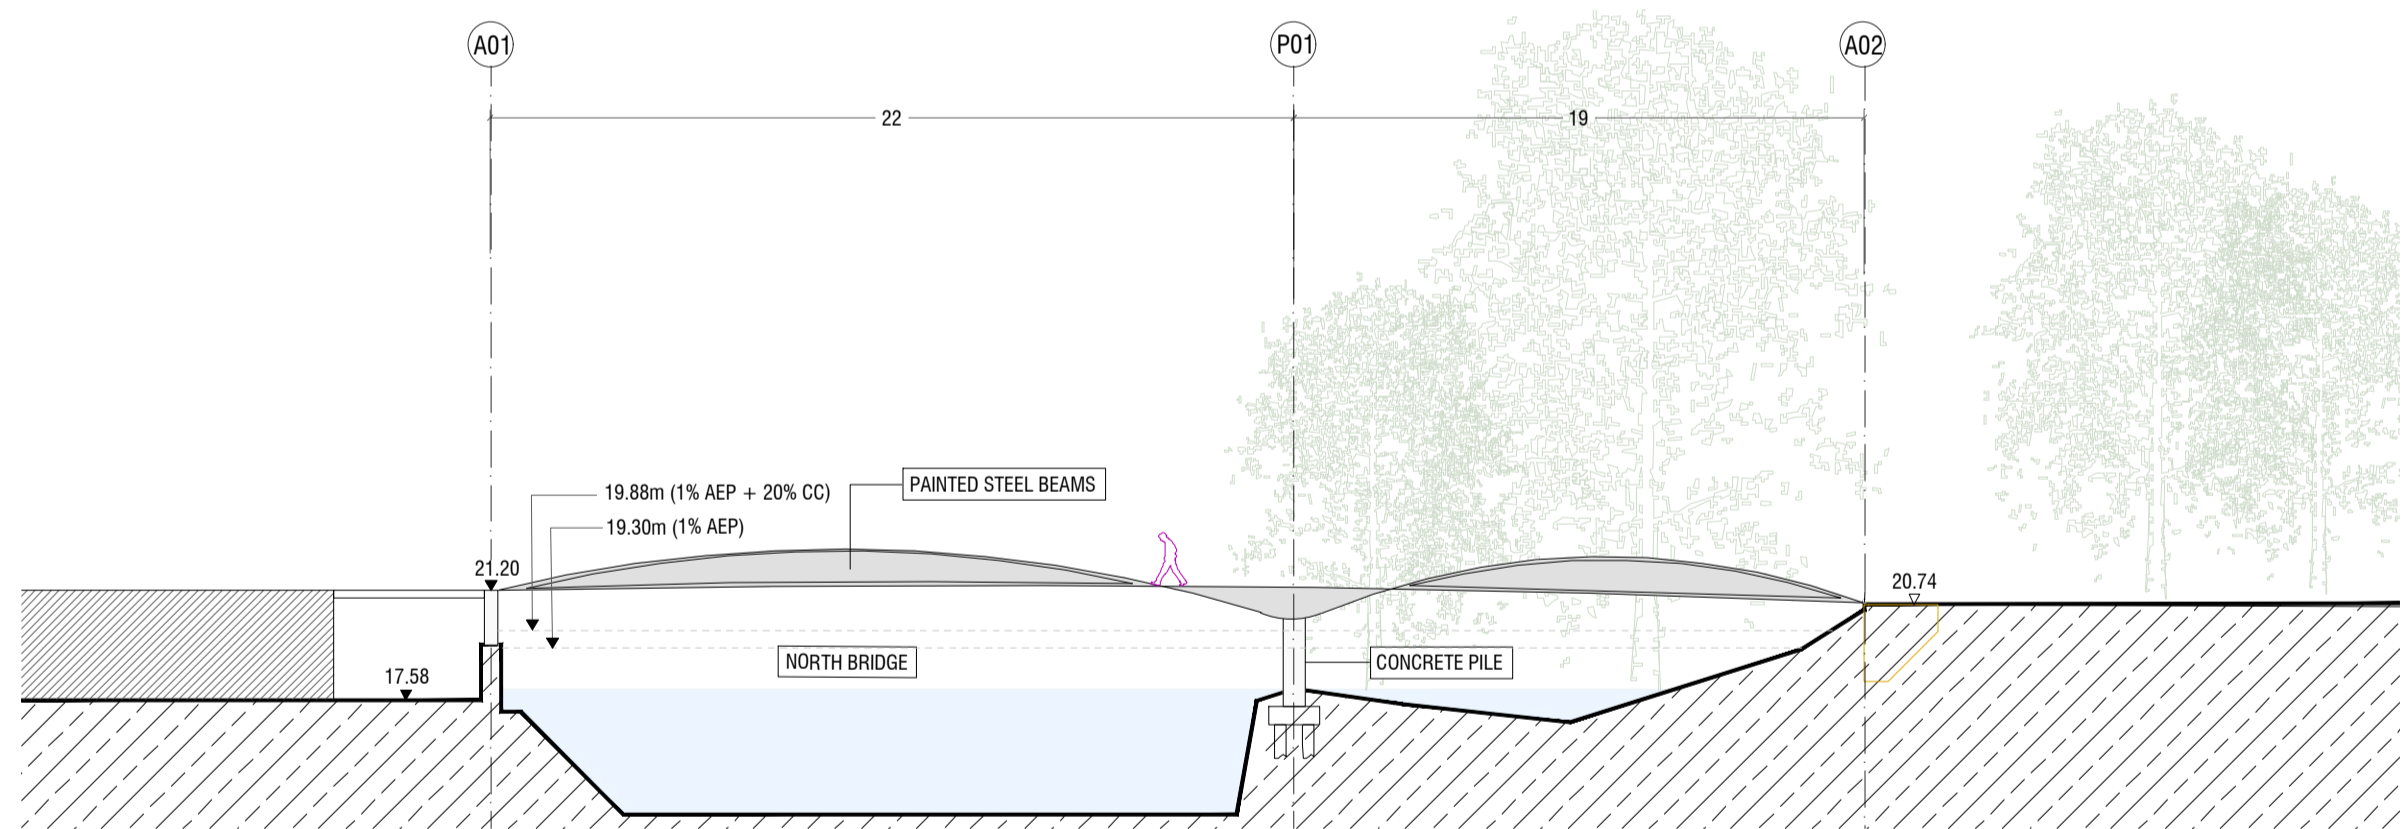 A01
P01
A02
22
19
PAINTED STEEL BEAMS
19.88m (1% AEP + 20% CC)
19.30m (1% AEP)
21.20
20.74
NORTH BRIDGE
CONCRETE PILE
17.58